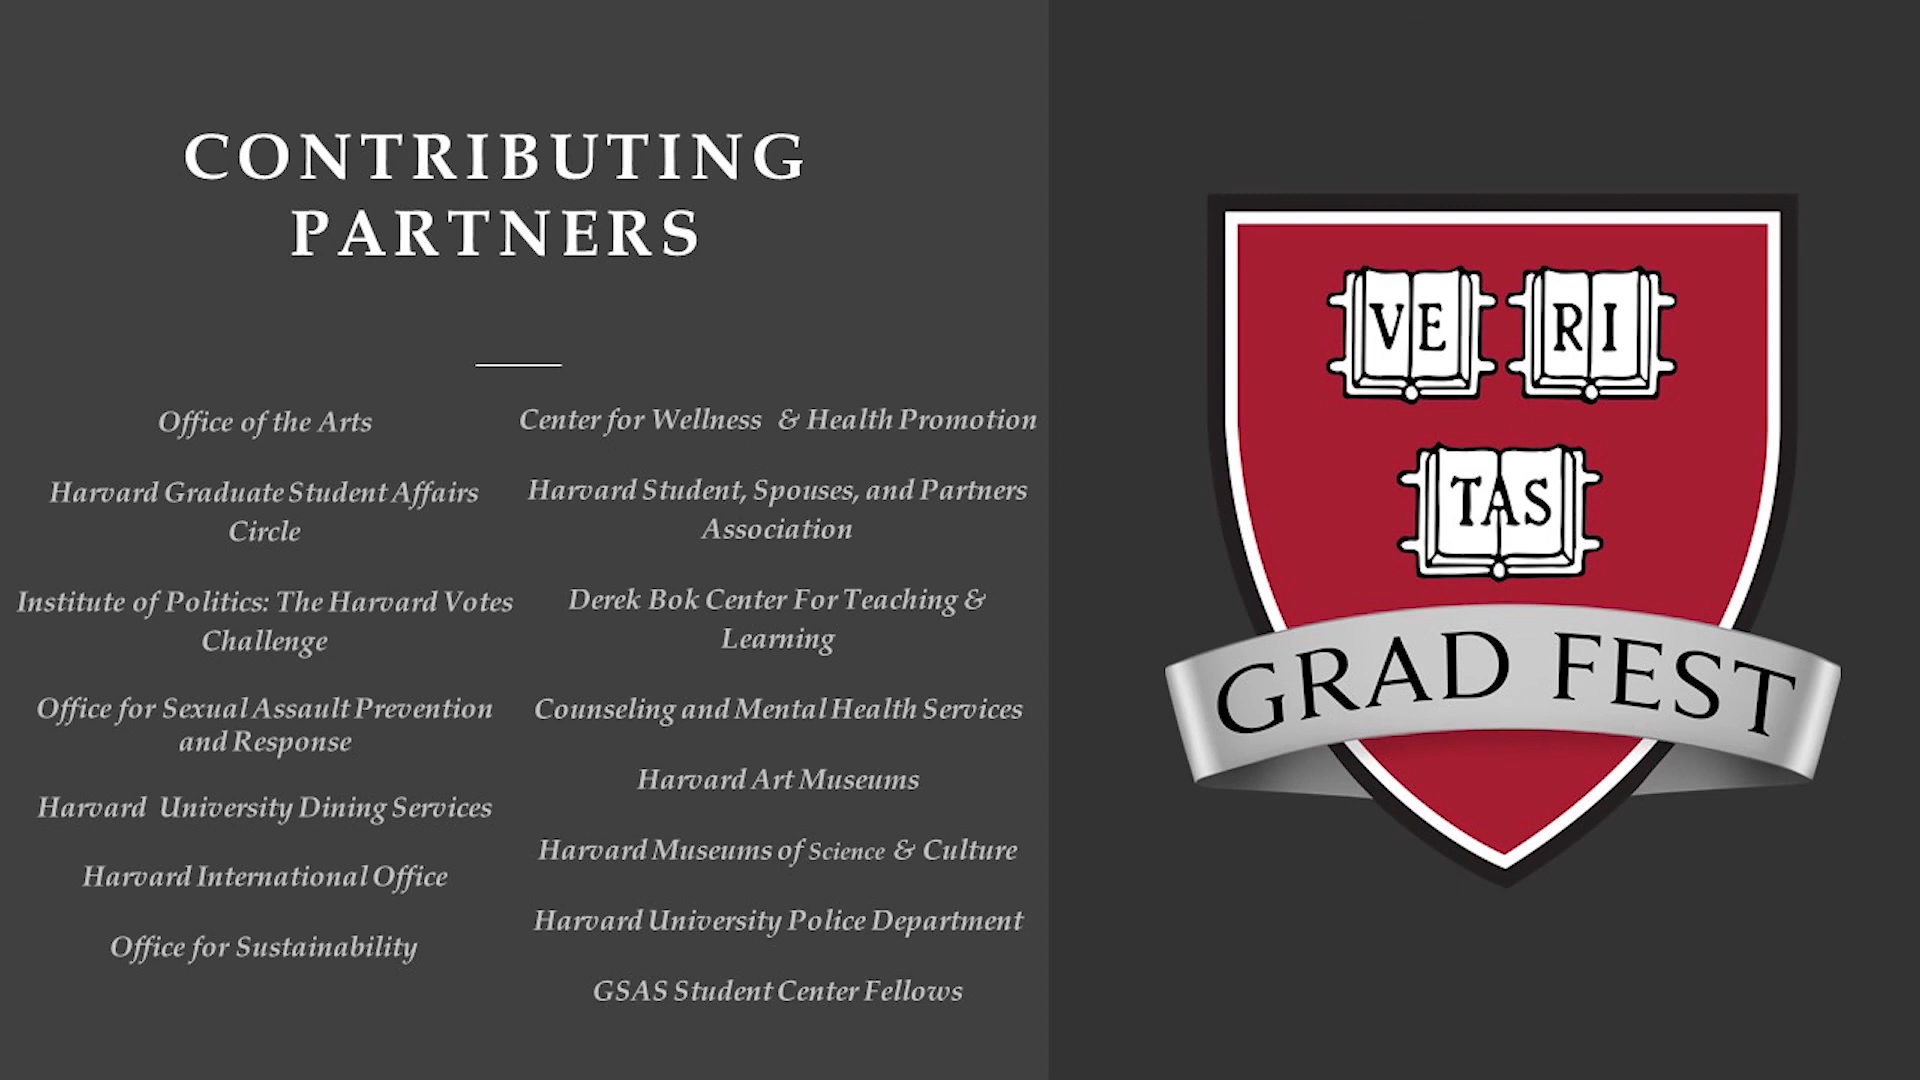 CONTRIBUTING
PARTNERS
Office of the Arts
Harvard Graduate Student Affairs
Circle
Institute of Politics: The Harvard Votes
Challenge
Office for Sexual Assault Prevention
and Response
Harvard University Dining Services
Harvard International Office
Office for Sustainability
Center for Wellness & Health Promotion
Harvard Student, Spouses, and Partners
Association
Derek Bok Center For Teaching &
Learning
Counseling and Mental Health Services
Harvard Art Museums
Harvard Museums of Science & Culture
Harvard University Police Department
GSAS Student Center Fellows
VE RI
TAS
GRAD FEST